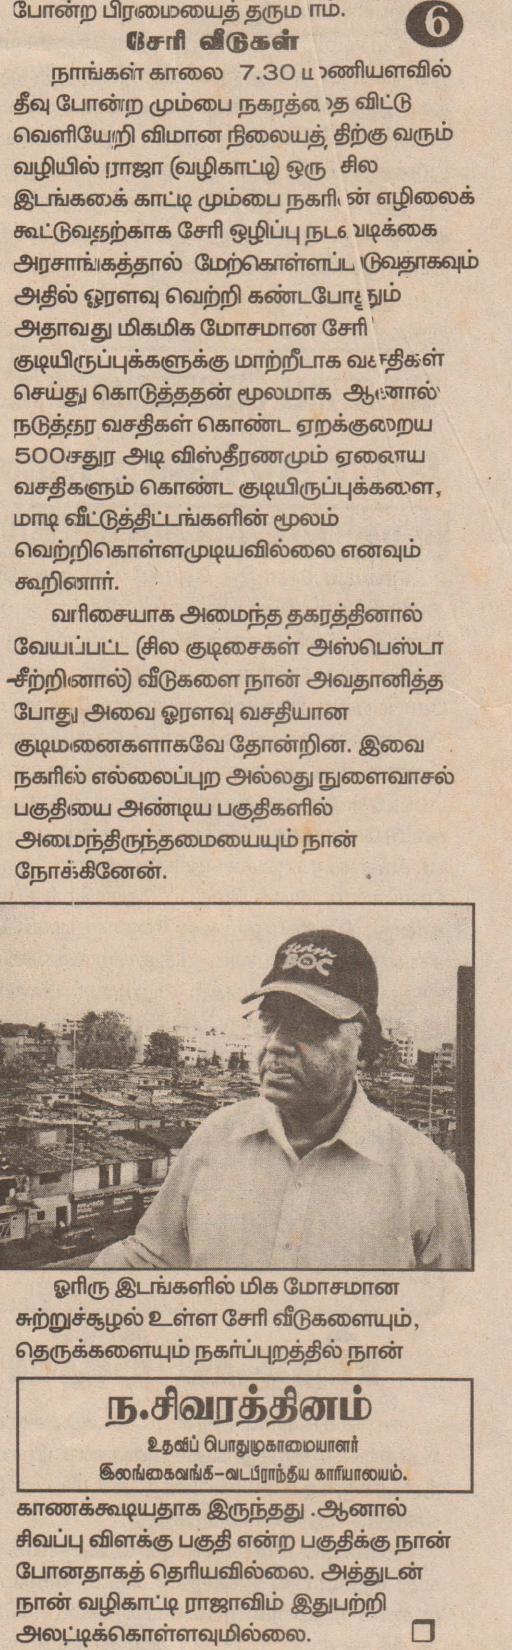 போன்ற பிரமையைத் தருமாம்.
6
சேரி வீடுகள்
நாங்கள் காலை 7.30 மணியளவில்
தீவு போன்ற மும்பை நகரத்தை விட்டு
வெளியேறி விமான நிலையத்திற்கு வரும்
வழியில் ராஜா (வழிகாட்டி) ஒரு சில
இடங்களைக் காட்டி மும்பை நகரின் எழிலைக்
கூட்டுவதற்காக சேரி ஒழிப்பு நடவடிக்கை
அரசாங்கத்தால் மேற்கொள்ளப்படுவதாகவும்
அதில் ஓரளவு வெற்றி கண்டபோதும்
அதாவது மிகமிக மோசமான சேரி
குடியிருப்புக்களுக்கு மாற்றீடாக வசதிகள்
செய்து கொடுத்ததன் மூலமாக ஆனால்
நடுத்தர வசதிகள் கொண்ட ஏறக்குறைய
500சதுர அடி விஸ்தீரணமும் ஏனைய
வசதிகளும் கொண்ட குடியிருப்புக்களை,
மாடி வீட்டுத்திட்டங்களின் மூலம்
வெற்றிகொள்ளமுடியவில்லை எனவும்
கூறினார்.
வரிசையாக அமைந்த தகரத்தினால்
வேயப்பட்ட (சில குடிசைகள் அஸ்பெஸ்டா
சீற்றினால்) வீடுகளை நான் அவதானித்த
போது அவை ஓரளவு வசதியான
குடிமனைகளாகவே தோன்றின. இவை
நகரில் எல்லைப்புற அல்லது நுளைவாசல்
பகுதியை அண்டிய பகுதிகளில்
அமைந்திருந்தமையையும் நான்
நோக்கினேன்.
team
BOC
ஓரிரு இடங்களில் மிக மோசமான
சுற்றுச்சூழல் உள்ள சேரி வீடுகளையும்,
தெருக்களையும் நகர்ப்புறத்தில் நான்
ந.சிவரத்தினம்
உதவிப் பொதுமுகாமையாளர்
இலங்கைவங்கி-வடபிராந்திய காரியாலயம்.
காணக்கூடியதாக இருந்தது .ஆனால்
சிவப்பு விளக்கு பகுதி என்ற பகுதிக்கு நான்
போனதாகத் தெரியவில்லை. அத்துடன்
நான் வழிகாட்டி ராஜாவிம் இதுபற்றி
அலட்டிக்கொள்ளவுமில்லை.